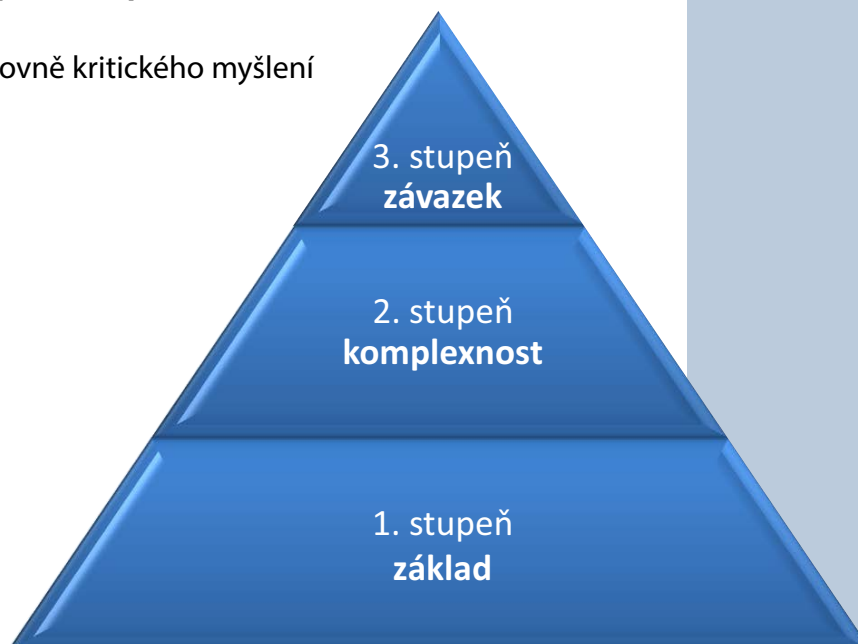 ovně kritického myšlení
3. stupeň
závazek
2. stupeň
komplexnost
1. stupeň
základ